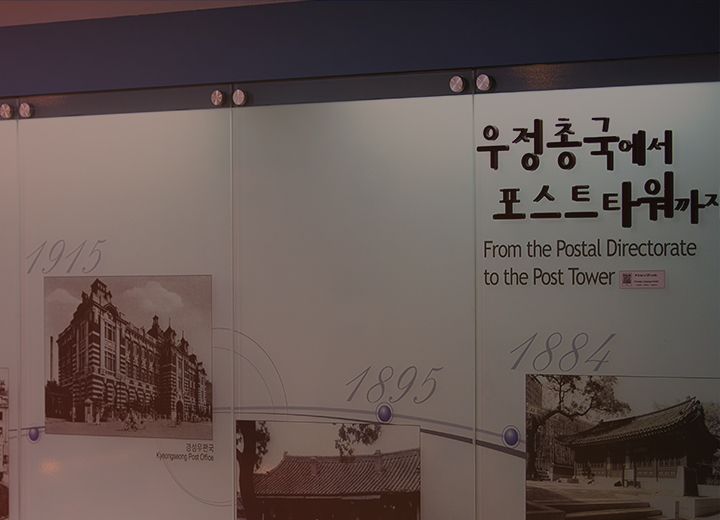 우정총국에서
포스트타워까지
From the Postal Directorate
to the Post Tower
1915
경성우편국
Kyeongseong Post Office
1895
1884